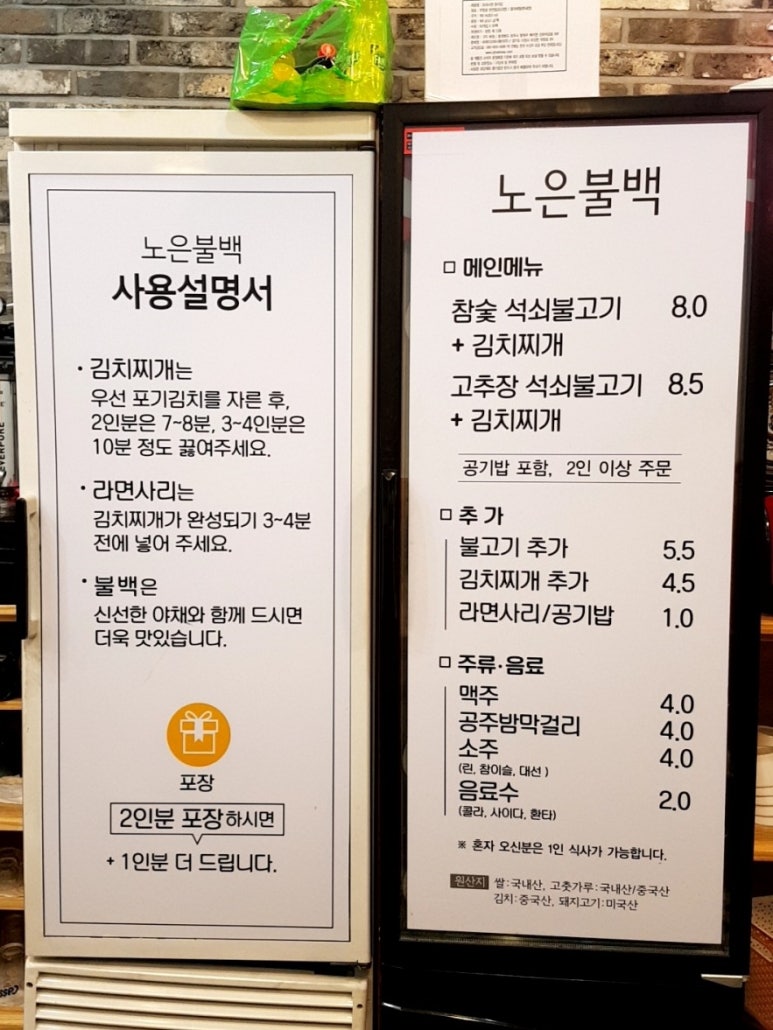 노은불백
사용설명서
· 김치찌개는
우선 포기김치를 자른 후,
2인분은 7~8분, 3~4인분은
10분 정도 끓여주세요.
· 라면사리는
김치찌개가 완성되기 3~4분
전에 넣어 주세요.
· 불백은
신선한 야채와 함께 드시면
더욱 맛있습니다.
포장
2인분 포장하시면
+ 1인분 더 드립니다.
노은불백
□ 메인메뉴
참숯 석쇠불고기 8.0
+ 김치찌개
고추장 석쇠불고기 8.5
+ 김치찌개
공기밥 포함, 2인 이상 주문
□ 추 가
불고기 추가 5.5
김치찌개 추가 4.5
라면사리/공기밥 1.0
□ 주류·음료
맥주 4.0
공주밤막걸리 4.0
소주 4.0
(린, 참이슬, 대선 )
음료수 2.0
(콜라, 사이다, 환타)
※ 혼자 오신분은 1인 식사가 가능합니다.
원산지 쌀:국내산, 고춧가루:국내산/중국산
김치:중국산, 돼지고기:미국산